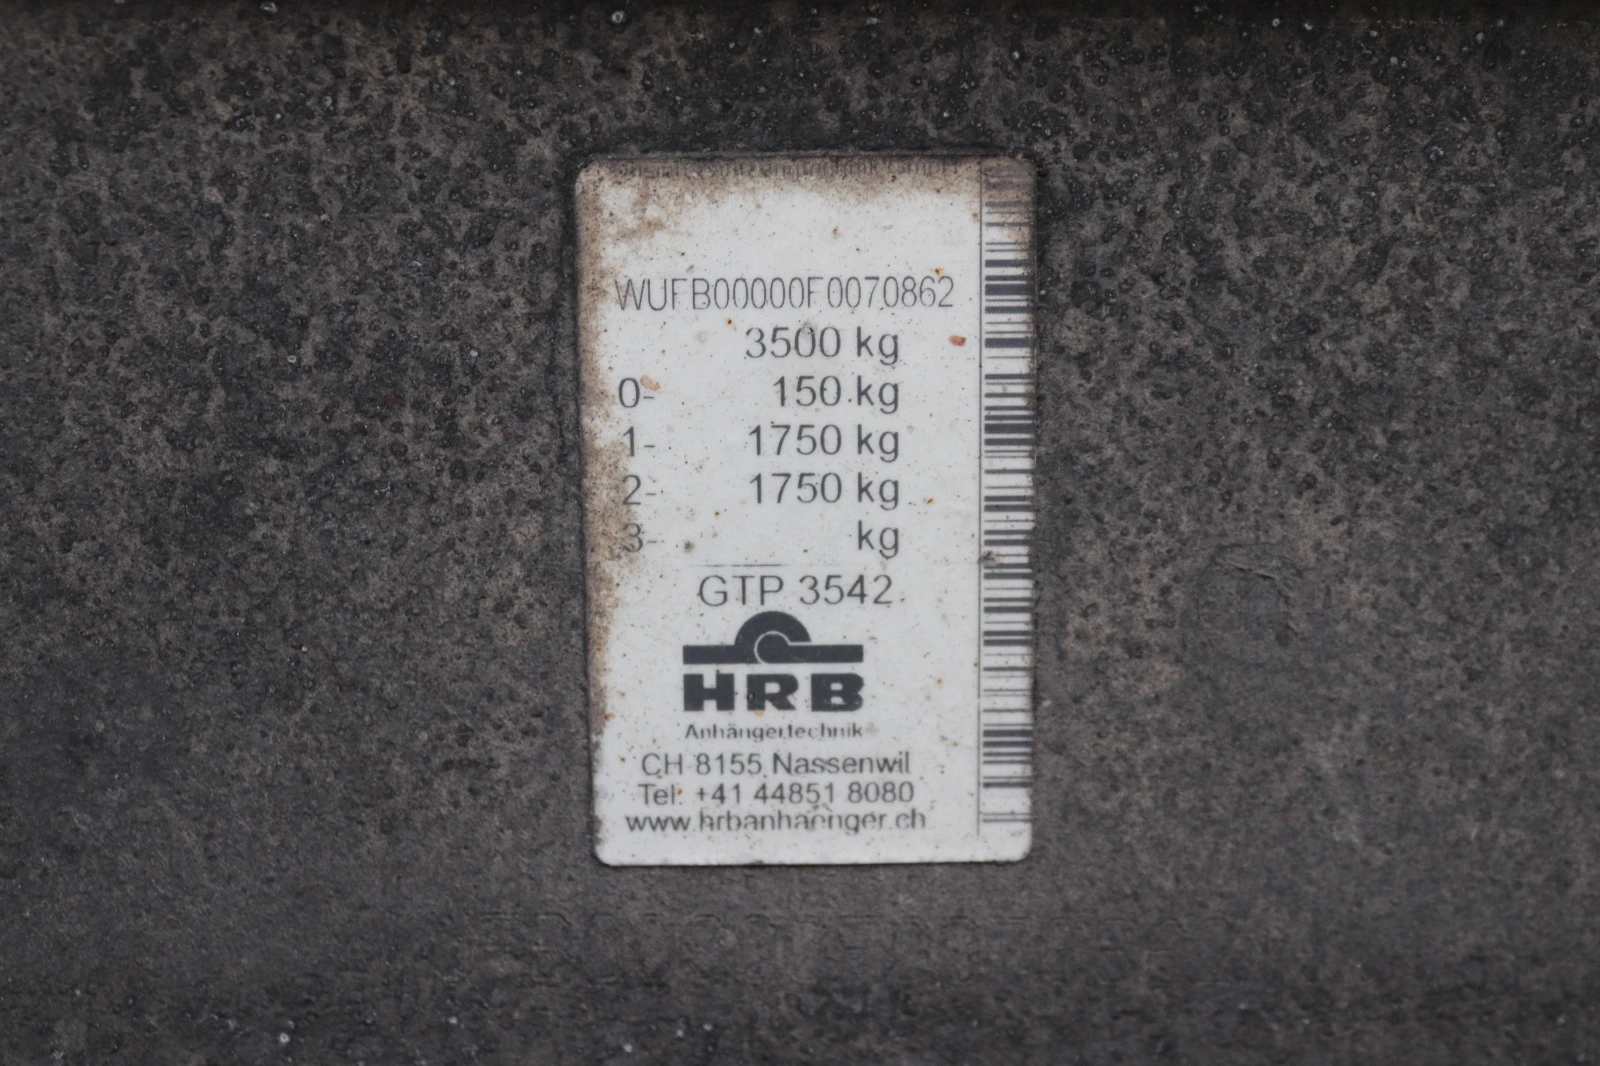 WUFB00000F0070862
3500 kg
0- 150 kg
1- 1750 kg
2- 1750 kg
3- kg
GTP 3542
HRB
Anhängertechnik
CH 8155 Nassenwil
Tel: +41 44851 8080
www.hrbanhaenger.ch